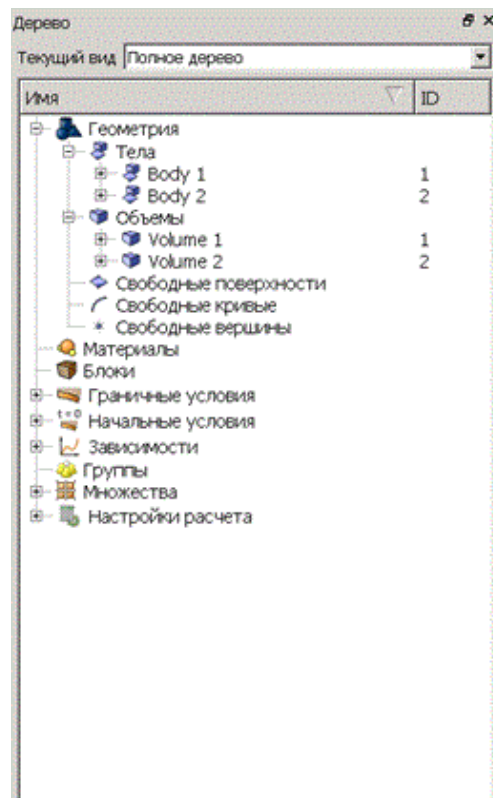 Дерево
Текущий вид Полное дерево
Имя ID
Геометрия
Тела
Body 1 1
Body 2 2
Объемы
Volume 1 1
Volume 2 2
Свободные поверхности
Свободные кривые
Свободные вершины
Материалы
Блоки
Граничные условия
t=0 Начальные условия
Зависимости
Группы
Множества
Настройки расчета